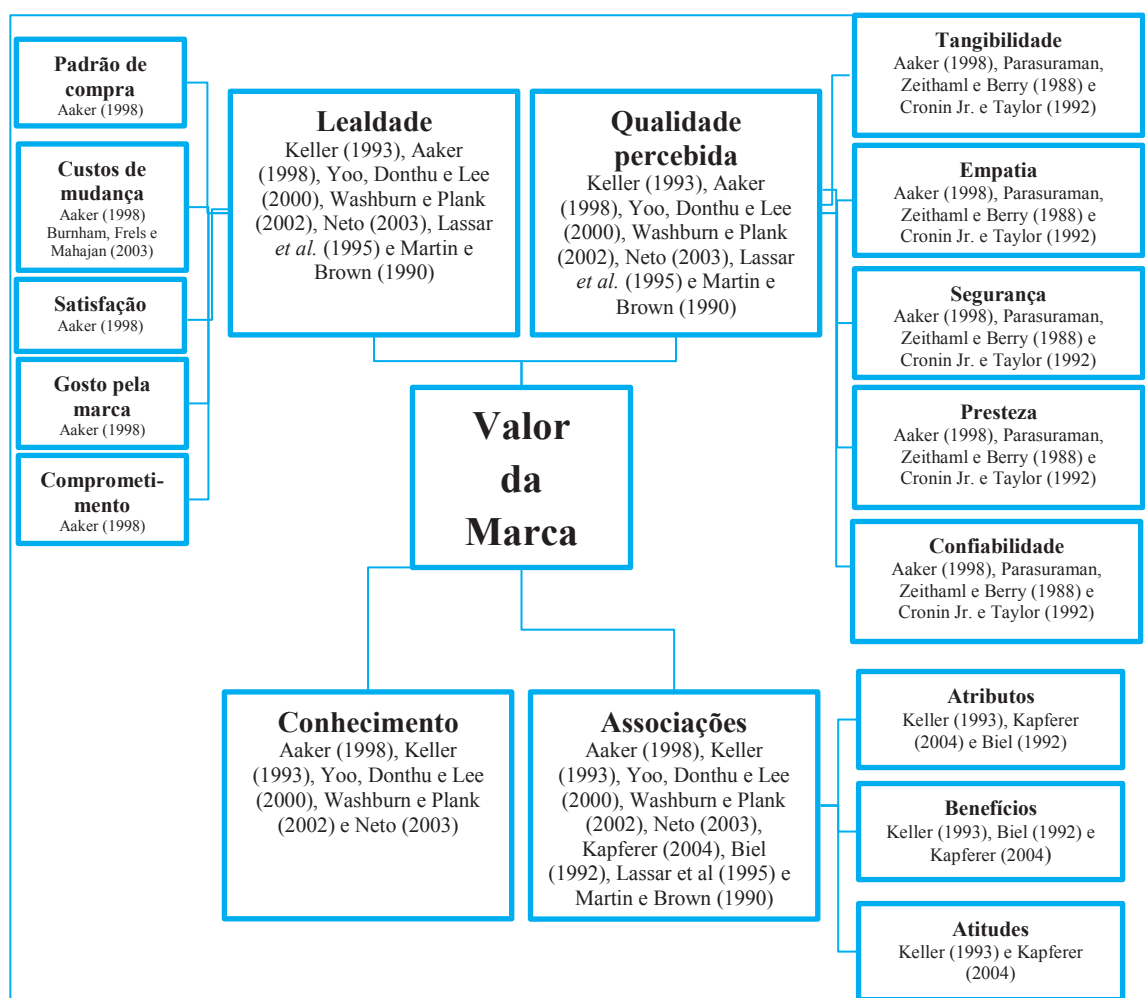 Padrão de
compra
Aaker (1998)
Custos de
mudança
Aaker (1998)
Burnham, Frels e
Mahajan (2003)
Satisfação
Aaker (1998)
Gosto pela
marca
Aaker (1998)
Comprometi-
mento
Aaker (1998)
Lealdade
Keller (1993), Aaker
(1998), Yoo, Donthu e Lee
(2000), Washburn e Plank
(2002), Neto (2003), Lassar
et al. (1995) e Martin e
Brown (1990)
Qualidade
percebida
Keller (1993), Aaker
(1998), Yoo, Donthu e Lee
(2000), Washburn e Plank
(2002), Neto (2003), Lassar
et al. (1995) e Martin e
Brown (1990)
Tangibilidade
Aaker (1998), Parasuraman,
Zeithaml e Berry (1988) e
Cronin Jr. e Taylor (1992)
Empatia
Aaker (1998), Parasuraman,
Zeithaml e Berry (1988) e
Cronin Jr. e Taylor (1992)
Segurança
Aaker (1998), Parasuraman,
Zeithaml e Berry (1988) e
Cronin Jr. e Taylor (1992)
Presteza
Aaker (1998), Parasuraman,
Zeithaml e Berry (1988) e
Cronin Jr. e Taylor (1992)
Confiabilidade
Aaker (1998), Parasuraman,
Zeithaml e Berry (1988) e
Cronin Jr. e Taylor (1992)
Valor
da
Marca
Conhecimento
Aaker (1998), Keller
(1993), Yoo, Donthu e Lee
(2000), Washburn e Plank
(2002) e Neto (2003)
Associações
Aaker (1998), Keller
(1993), Yoo, Donthu e Lee
(2000), Washburn e Plank
(2002), Neto (2003),
Kapferer (2004), Biel
(1992), Lassar et al (1995) e
Martin e Brown (1990)
Atributos
Keller (1993), Kapferer
(2004) e Biel (1992)
Benefícios
Keller (1993), Biel (1992) e
Kapferer (2004)
Atitudes
Keller (1993) e Kapferer
(2004)